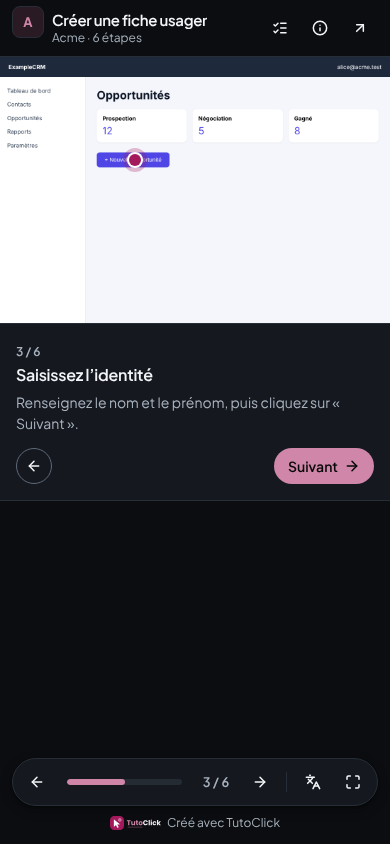 A
Créer une fiche usager
Acme · 6 étapes
ExampleCRM
alice@acme.test
Tableau de bord
Contacts
Opportunités
Rapports
Paramètres
Opportunités
Prospection
12
Négociation
5
Gagné
8
3 / 6
Saisissez l’identité
Renseignez le nom et le prénom, puis cliquez sur «
Suivant ».
Suivant
3 / 6
TutoClick
Créé avec TutoClick